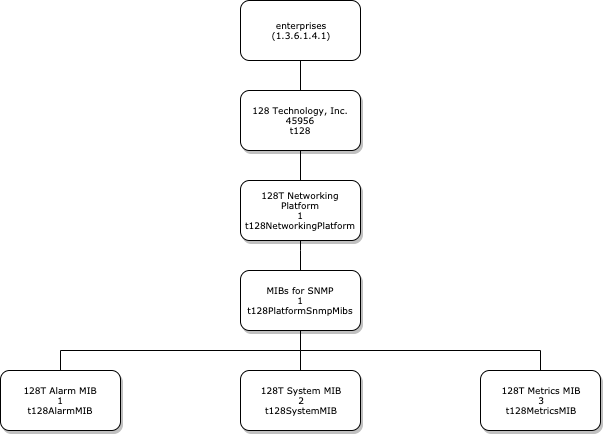 enterprises
(1.3.6.1.4.1)
128 Technology, Inc.
45956
t128
128T Networking
Platform
1
t128NetworkingPlatform
MIBs for SNMP
1
t128PlatformSnmpMibs
128T Alarm MIB
1
t128AlarmMIB
128T System MIB
2
t128SystemMIB
128T Metrics MIB
3
t128MetricsMIB